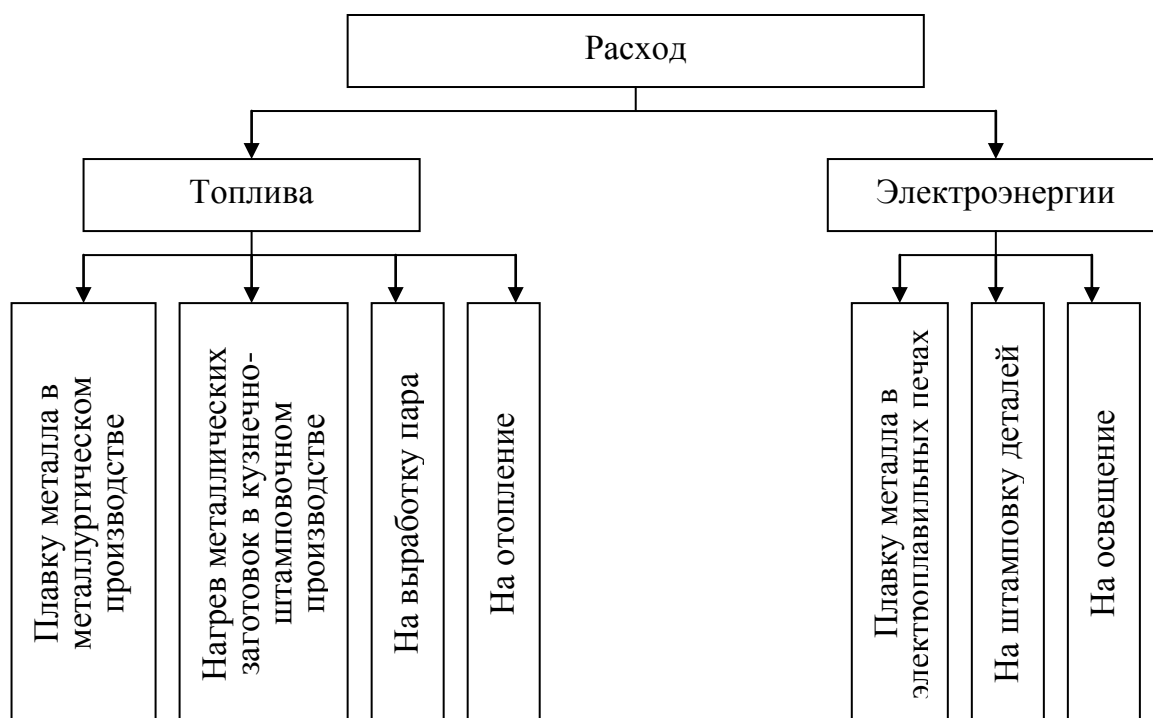 Расход
Топлива
Электроэнергии
Плавку металла в
металлургическом
производстве
Нагрев металлических
заготовок в кузнечно-
штамповочном
производстве
На выработку пара
На отопление
Плавку металла в
электроплавильных печах
На штамповку деталей
На освещение